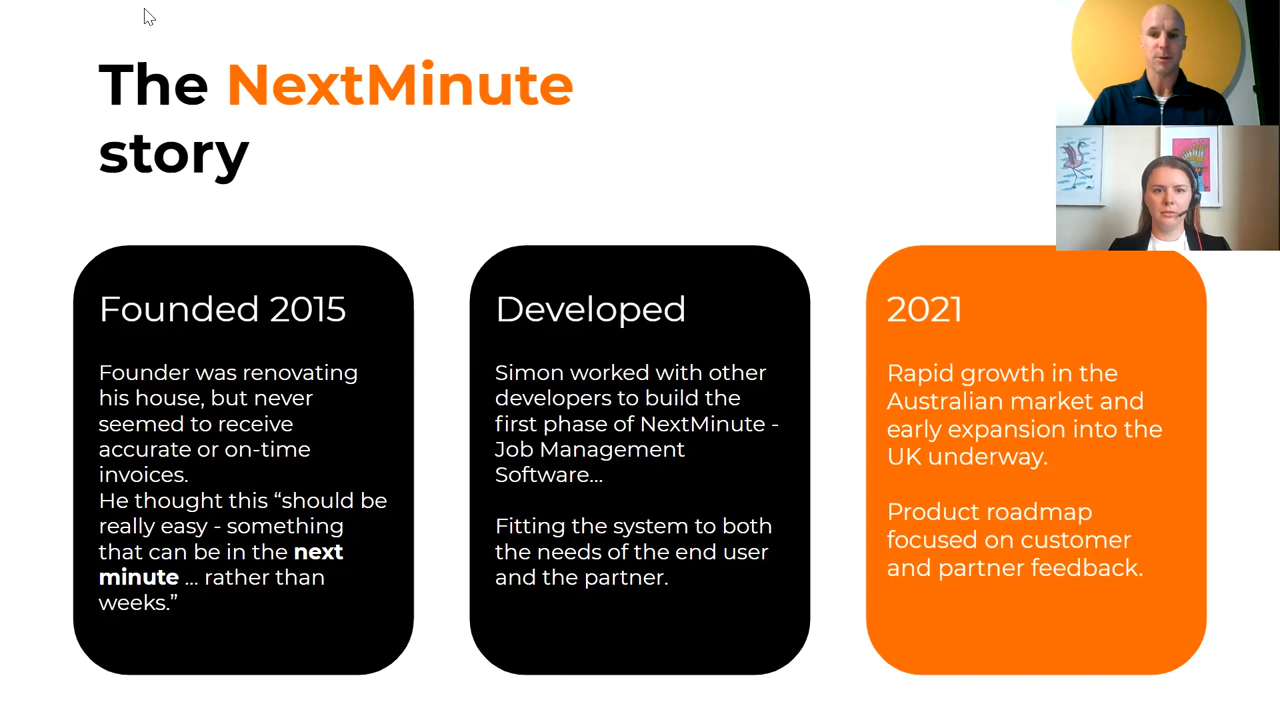 The NextMinute
story
Founded 2015
Founder was renovating
his house, but never
seemed to receive
accurate or on-time
invoices.
He thought this “should be
really easy - something
that can be in the next
minute ... rather than
weeks.”
Developed
Simon worked with other
developers to build the
first phase of NextMinute -
Job Management
Software...
Fitting the system to both
the needs of the end user
and the partner.
2021
Rapid growth in the
Australian market and
early expansion into the
UK underway.
Product roadmap
focused on customer
and partner feedback.